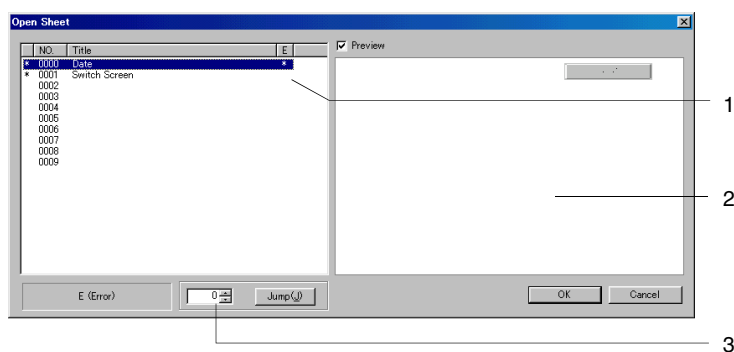 Open Sheet
NO. Title E
Preview
* 0000 Date *
* 0001 Switch Screen
0002
0003
0004
0005
0006
0007
0008
0009
1
2
E (Error)
0
Jump(J)
OK
Cancel
3